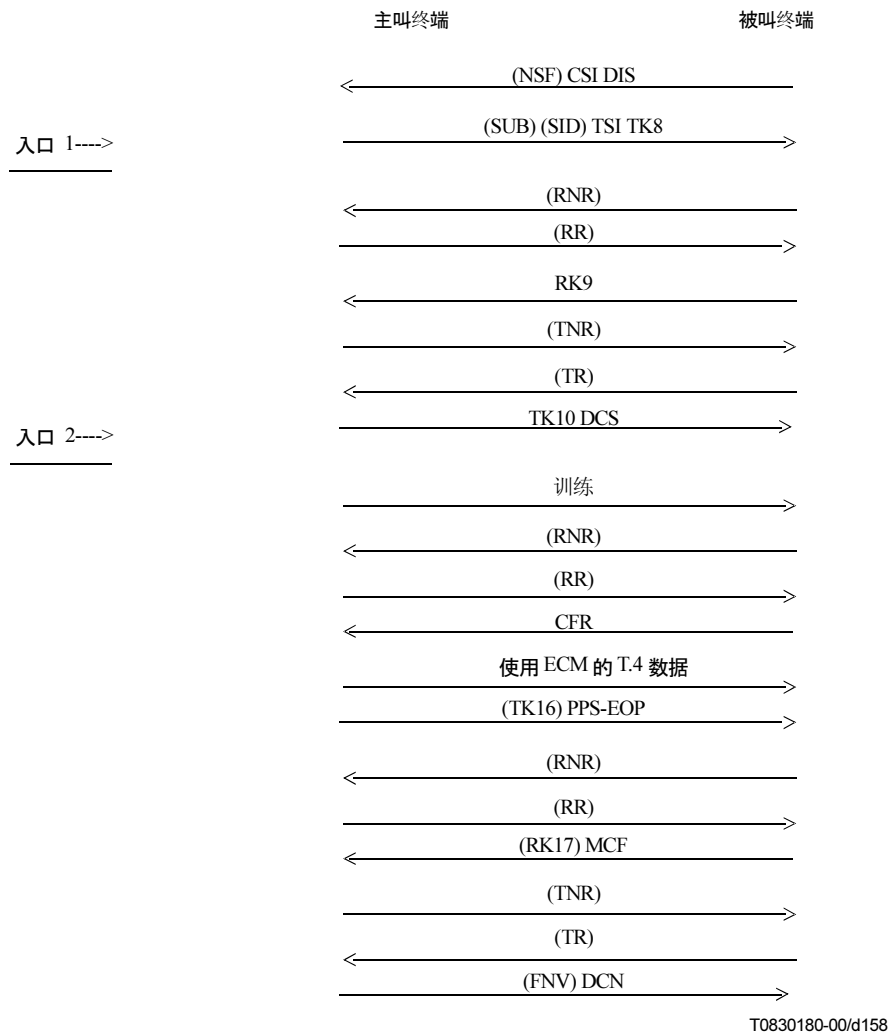 主叫终端 被叫终端
(NSF) CSI DIS
入口 1---->
(SUB) (SID) TSI TK8
(RNR)
(RR)
RK9
(TNR)
(TR)
入口 2---->
TK10 DCS
训练
(RNR)
(RR)
CFR
使用 ECM 的 T.4 数据
(TK16) PPS-EOP
(RNR)
(RR)
(RK17) MCF
(TNR)
(TR)
(FNV) DCN
T0830180-00/d158